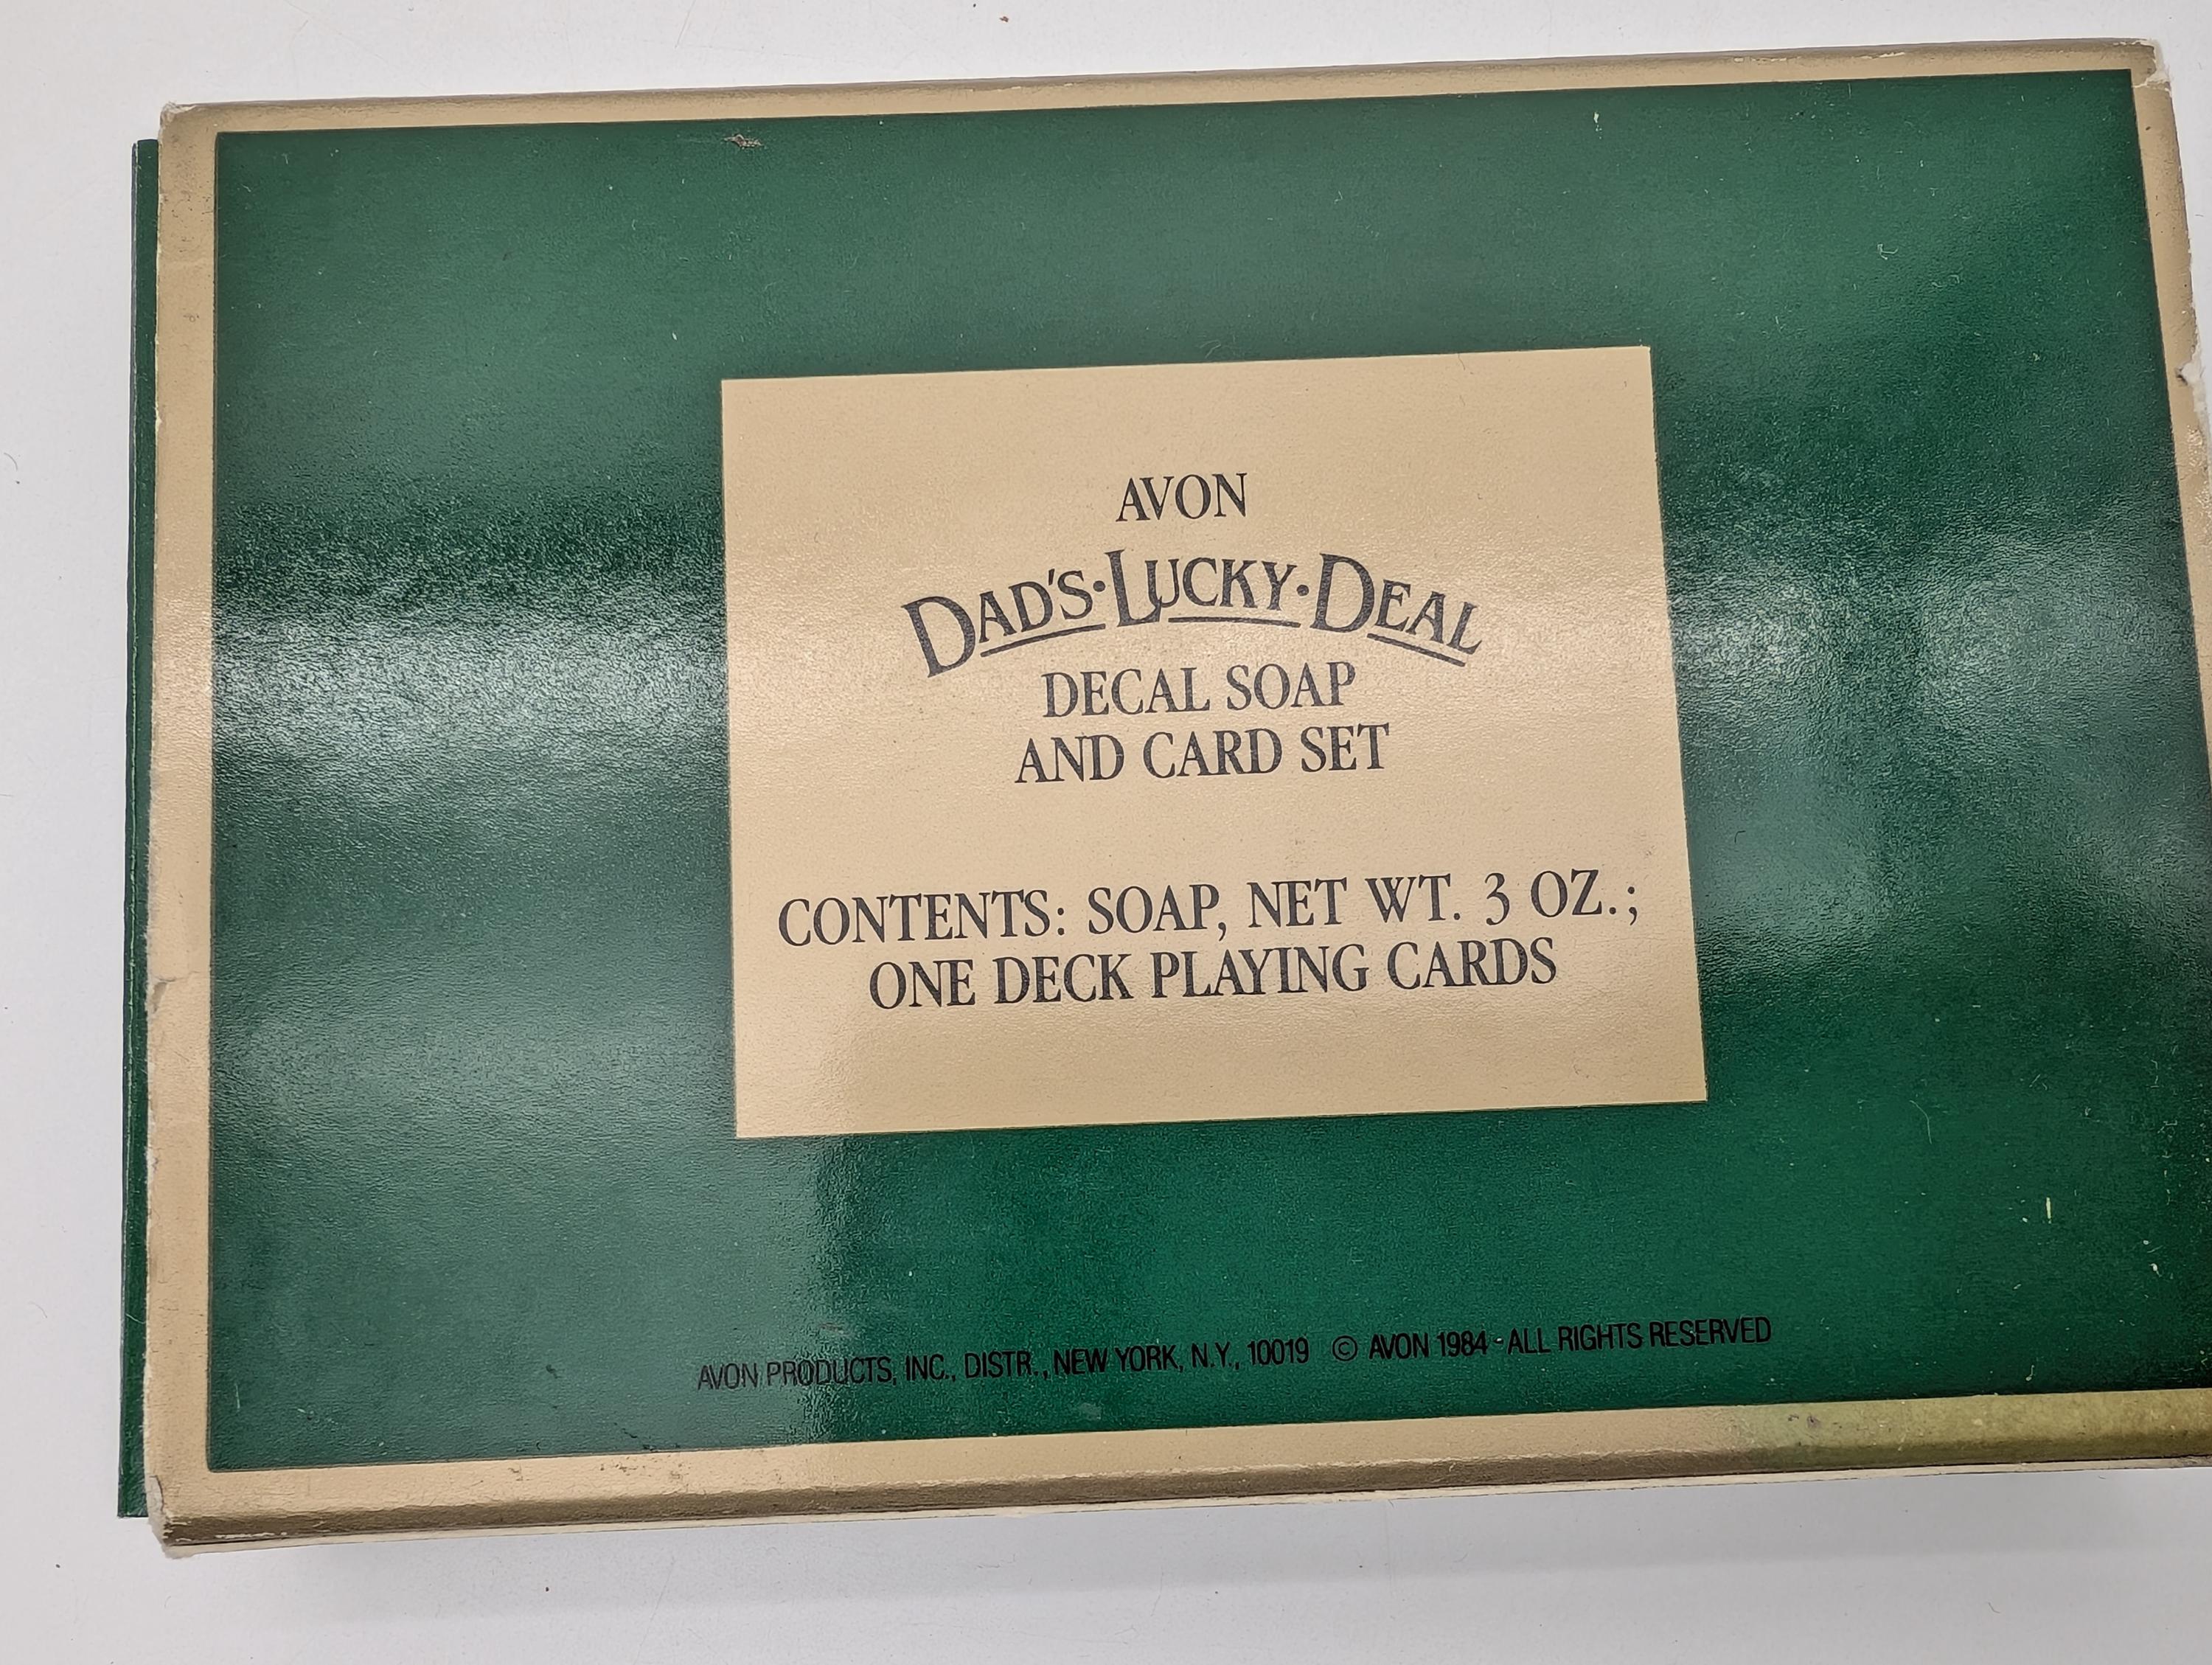 AVON
DAD'S·LUCKY·DEAL
DECAL SOAP
AND CARD SET
CONTENTS: SOAP, NET WT. 3 OZ.;
ONE DECK PLAYING CARDS
AVON PRODUCTS, INC., DISTR., NEW YORK, N.Y., 10019 © AVON 1984 - ALL RIGHTS RESERVED